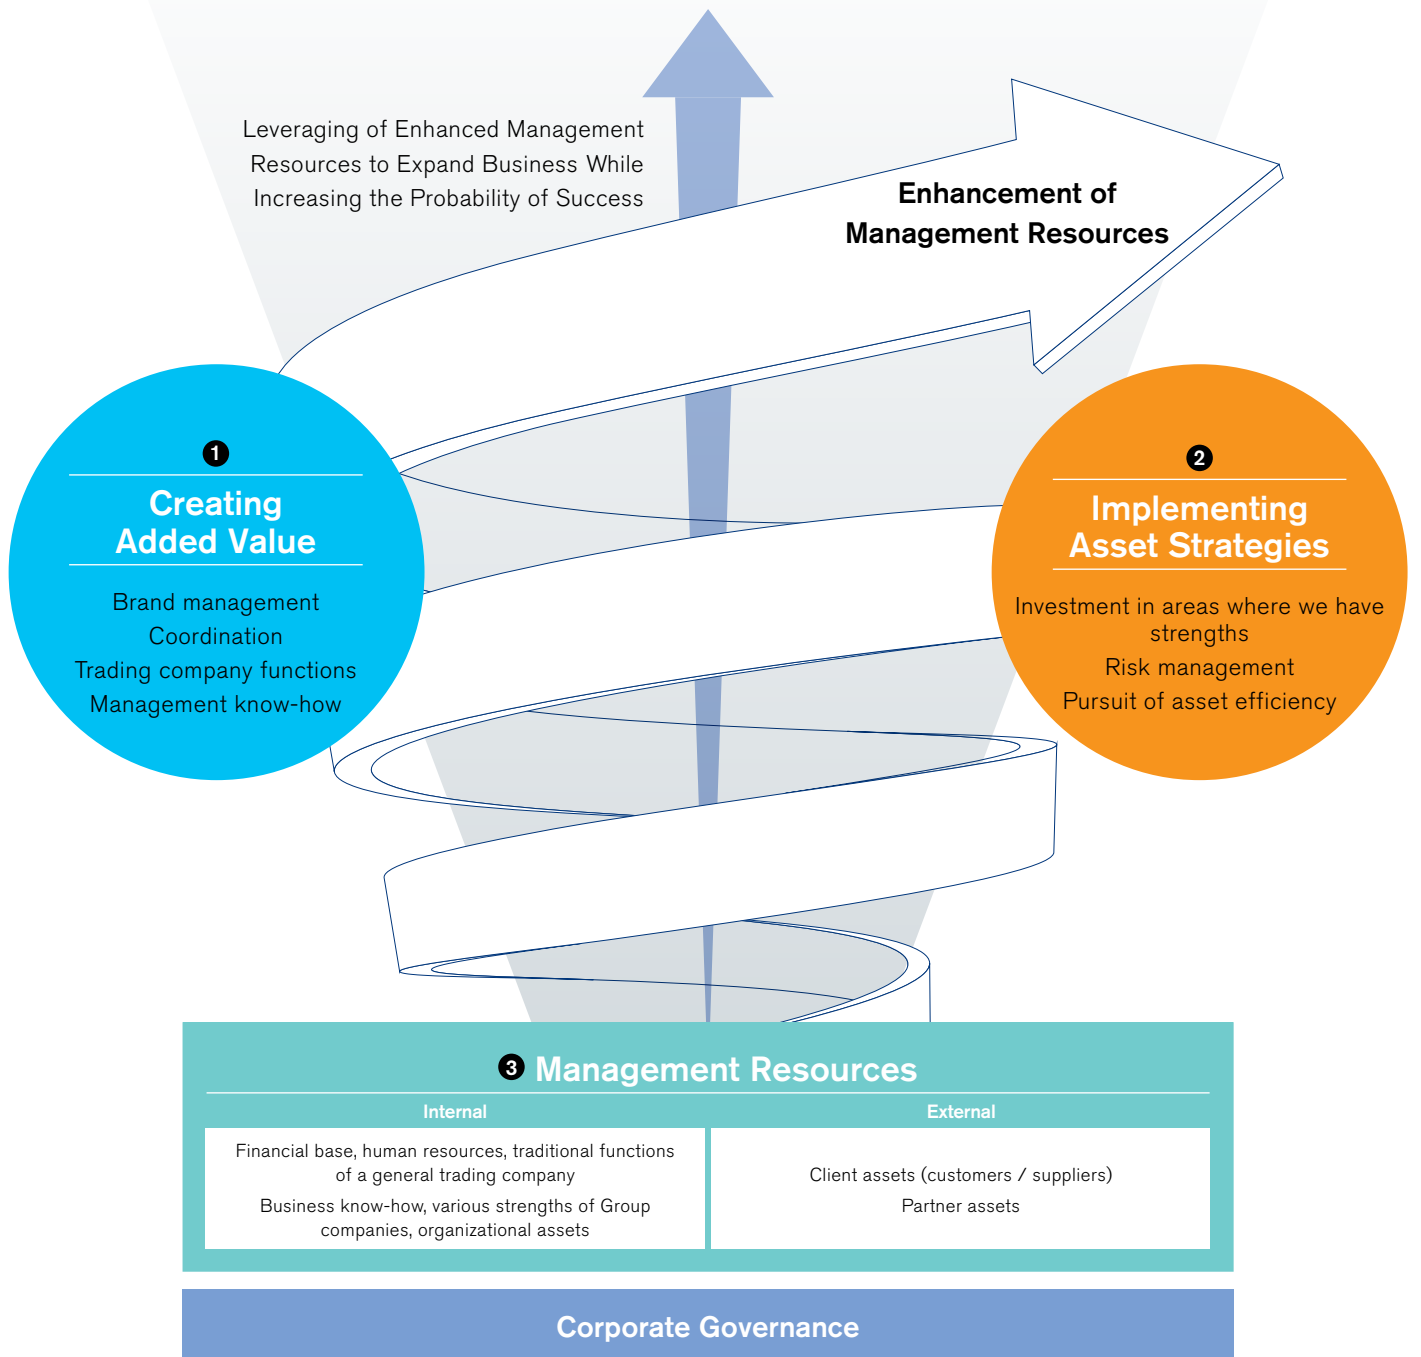 Leveraging of Enhanced Management
Resources to Expand Business While
Increasing the Probability of Success
Enhancement of
Management Resources
1
Creating
Added Value
Brand management
Coordination
Trading company functions
Management know-how
2
Implementing
Asset Strategies
Investment in areas where we have
strengths
Risk management
Pursuit of asset efficiency
3 Management Resources
Internal
Financial base, human resources, traditional functions
of a general trading company
Business know-how, various strengths of Group
companies, organizational assets
External
Client assets (customers / suppliers)
Partner assets
Corporate Governance